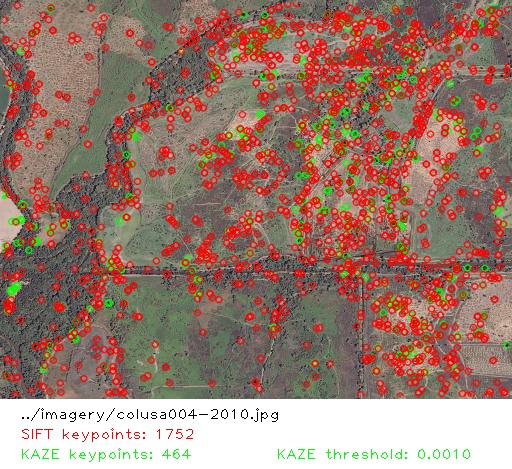 ../imagery/colusa004-2010.jpg
SIFT keypoints: 1752
KAZE keypoints: 464 KAZE threshold: 0.0010